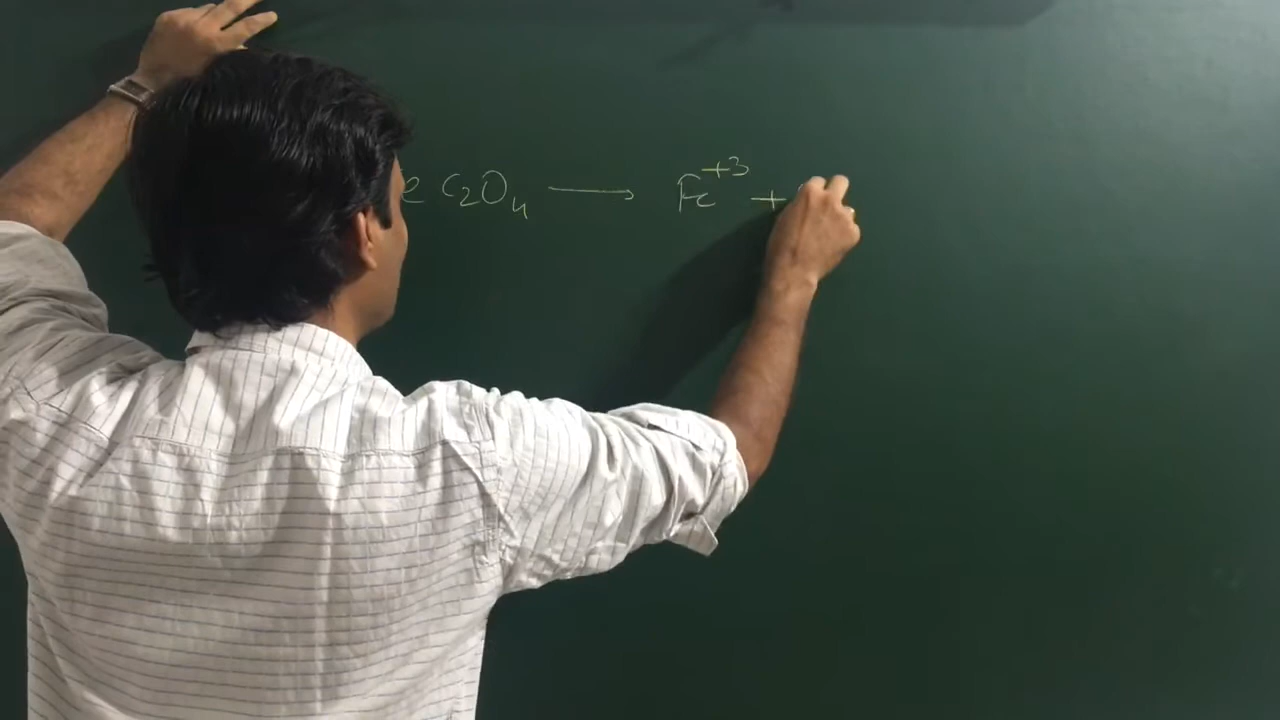 e C₂O₄ ⟶ Fe⁺³ +